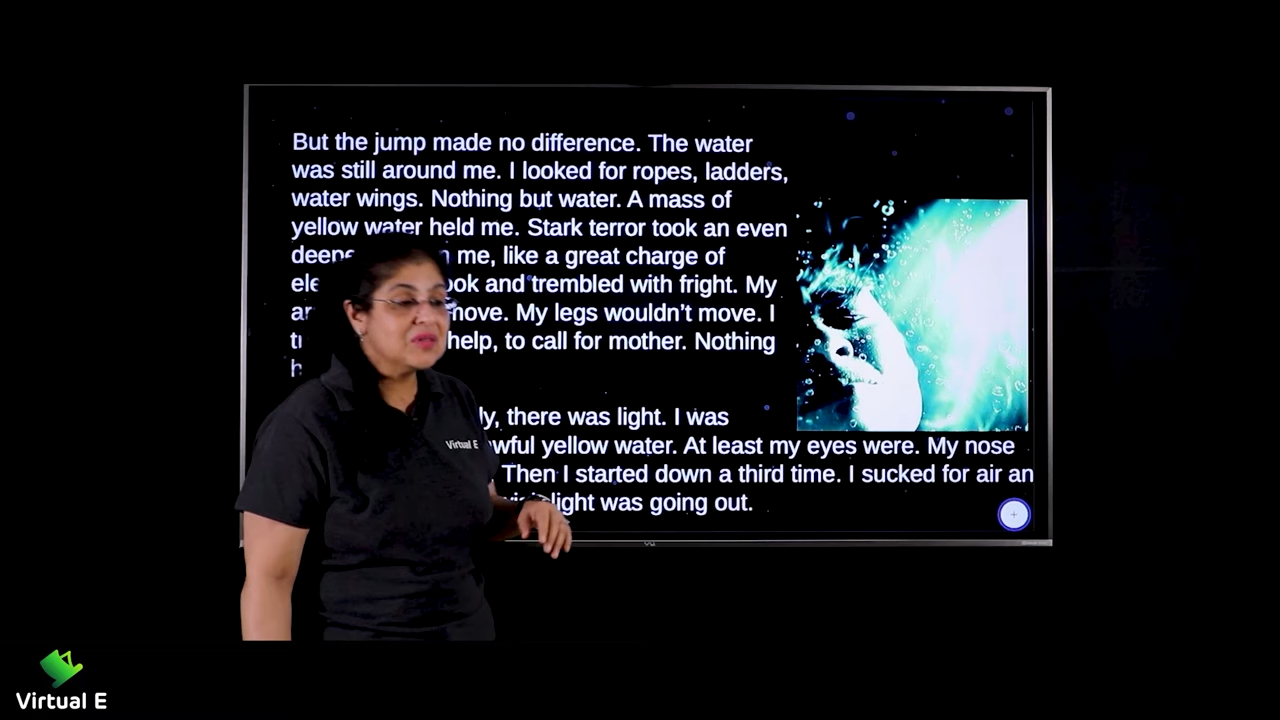 But the jump made no difference. The water
was still around me. I looked for ropes, ladders,
water wings. Nothing but water. A mass of
yellow water held me. Stark terror took an even
me, like a great charge of
and trembled with fright. My
My legs wouldn't move. I
help, to call for mother. Nothing
there was light. I was
yellow water. At least my eyes were. My nose
Then I started down a third time. I sucked for air an
light was going out.
Virtual E
Virtual E